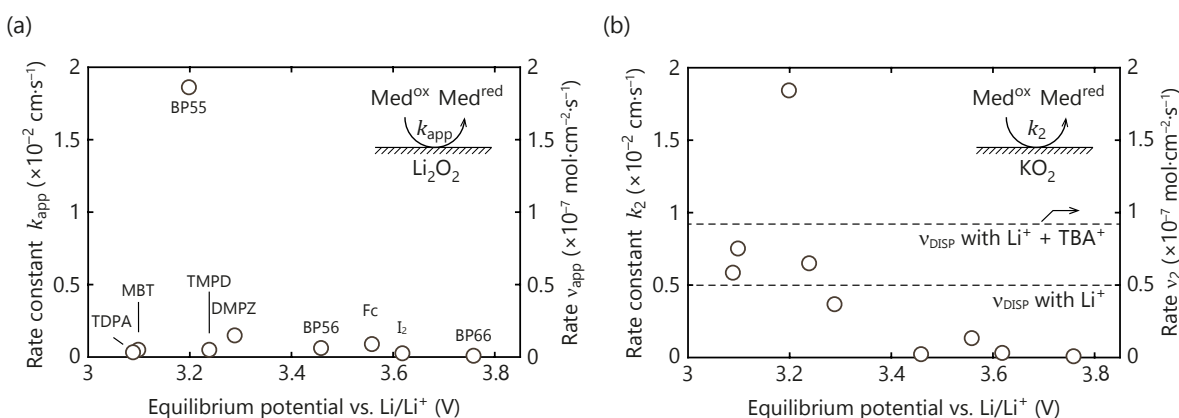 (a)
(b)
2
1.5
1
0.5
0
3
3.2
3.4
3.6
3.8
Rate constant k_app (×10⁻² cm·s⁻¹)
Rate ν_app (×10⁻⁷ mol·cm⁻²·s⁻¹)
Equilibrium potential vs. Li/Li⁺ (V)
2
1.5
1
0.5
0
BP55
Med^ox Med^red
k_app
Li₂O₂
TDPA
MBT
TMPD
DMPZ
BP56
Fc
I₂
BP66
2
1.5
1
0.5
0
3
3.2
3.4
3.6
3.8
Rate constant k₂ (×10⁻² cm·s⁻¹)
Rate ν₂ (×10⁻⁷ mol·cm⁻²·s⁻¹)
Equilibrium potential vs. Li/Li⁺ (V)
2
1.5
1
0.5
0
Med^ox Med^red
k₂
KO₂
ν_DISP with Li⁺ + TBA⁺
ν_DISP with Li⁺